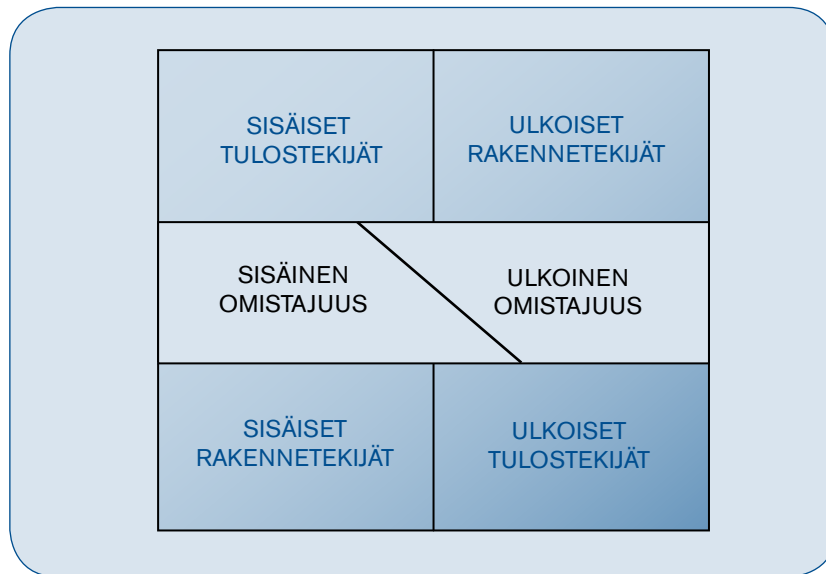 SISÄISET
TULOSTEKIJÄT
ULKOISET
RAKENNETEKIJÄT
SISÄINEN
OMISTAJUUS
ULKOINEN
OMISTAJUUS
SISÄISET
RAKENNETEKIJÄT
ULKOISET
TULOSTEKIJÄT